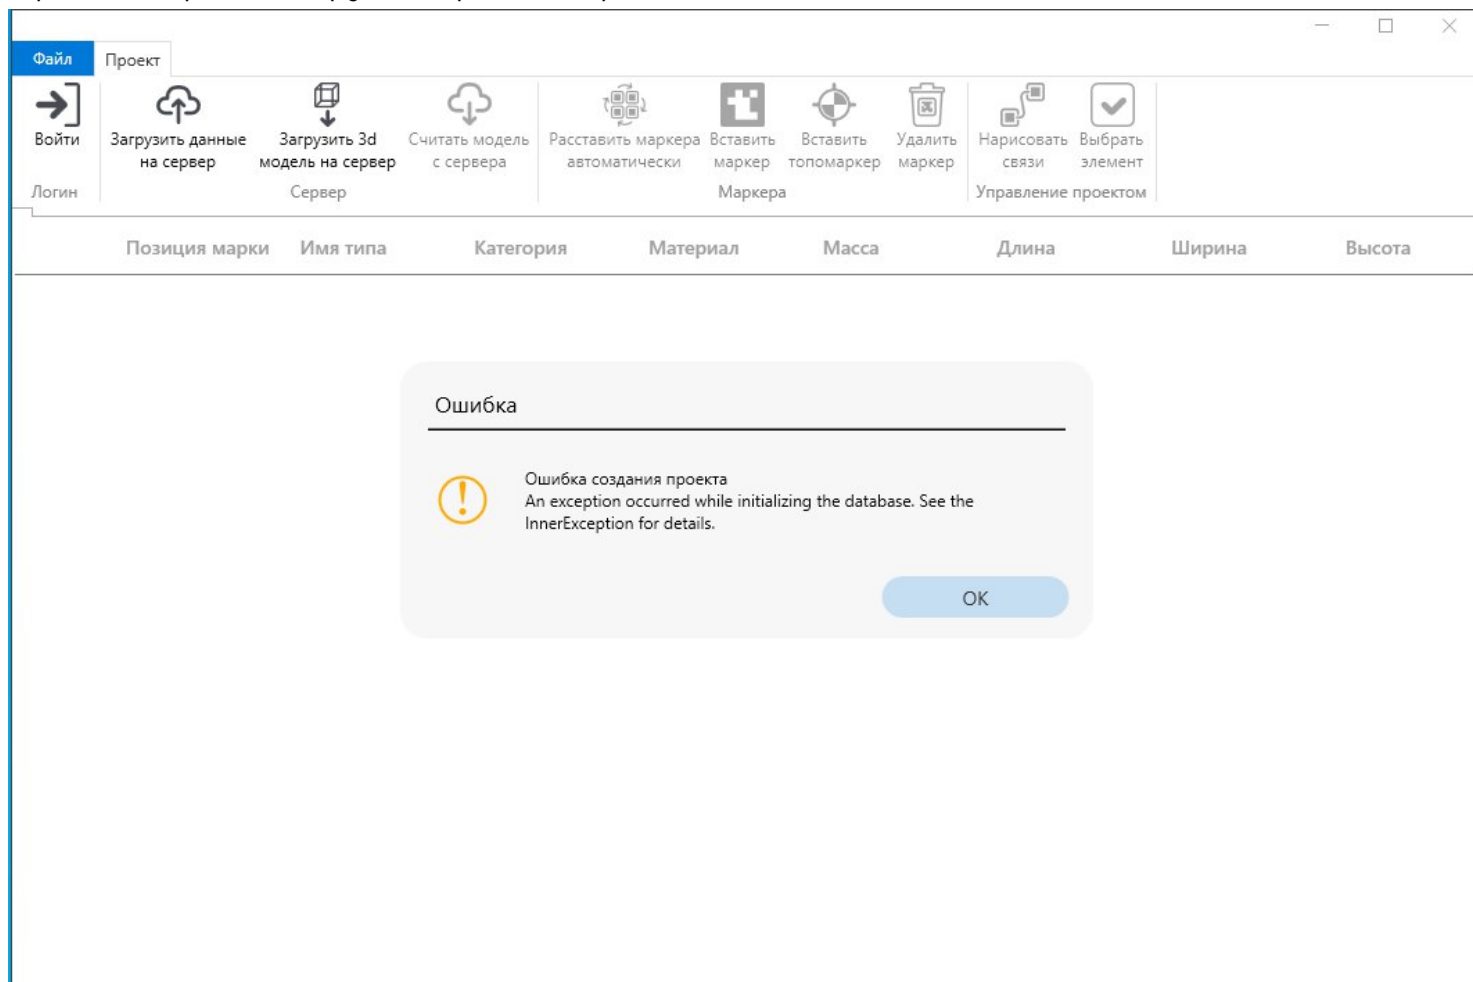 Файл Проект
Войти Загрузить данные Загрузить 3d Считать модель Расставить маркера Вставить Вставить Удалить Нарисовать Выбрать
на сервер модель на сервер с сервера автоматически маркер топомаркер маркер связи элемент
Логин Сервер Маркера Управление проектом
Позиция марки Имя типа Категория Материал Масса Длина Ширина Высота
Ошибка
Ошибка создания проекта
An exception occurred while initializing the database. See the
InnerException for details.
OK